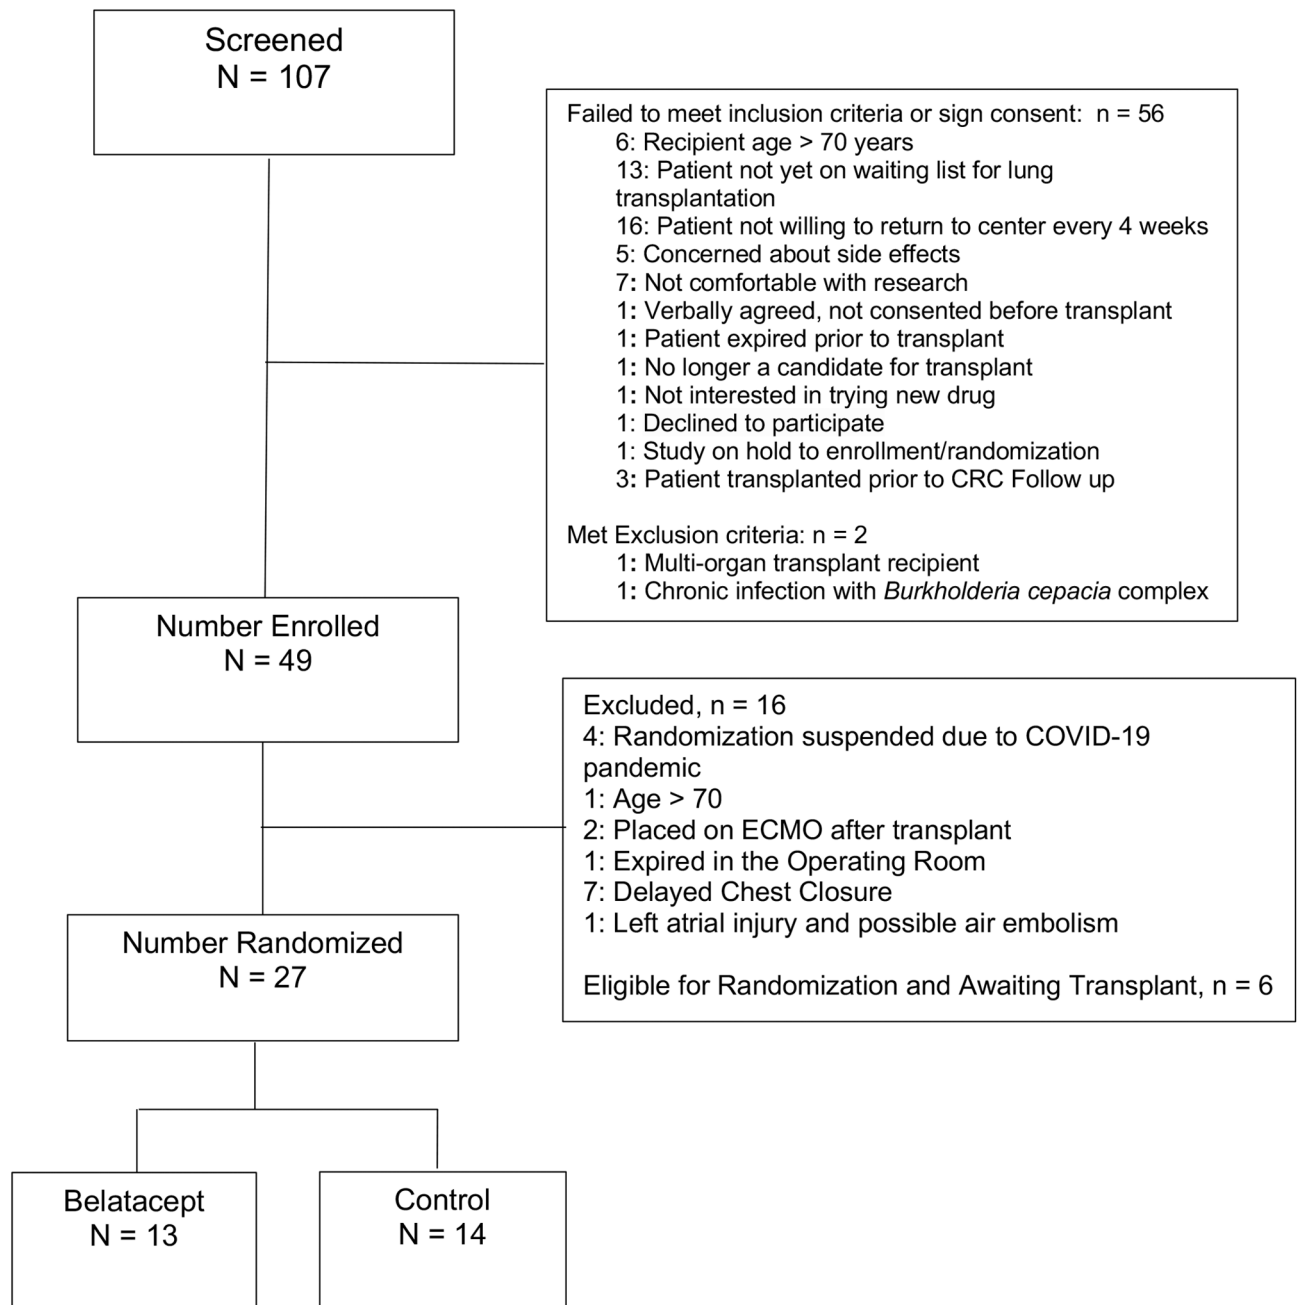 Screened
N = 107
Failed to meet inclusion criteria or sign consent:  n = 56
6: Recipient age > 70 years
13: Patient not yet on waiting list for lung
transplantation
16: Patient not willing to return to center every 4 weeks
5: Concerned about side effects
7: Not comfortable with research
1: Verbally agreed, not consented before transplant
1: Patient expired prior to transplant
1: No longer a candidate for transplant
1: Not interested in trying new drug
1: Declined to participate
1: Study on hold to enrollment/randomization
3: Patient transplanted prior to CRC Follow up
Met Exclusion criteria: n = 2
1: Multi-organ transplant recipient
1: Chronic infection with Burkholderia cepacia complex
Number Enrolled
N = 49
Excluded, n = 16
4: Randomization suspended due to COVID-19
pandemic
1: Age > 70
2: Placed on ECMO after transplant
1: Expired in the Operating Room
7: Delayed Chest Closure
1: Left atrial injury and possible air embolism
Eligible for Randomization and Awaiting Transplant, n = 6
Number Randomized
N = 27
Belatacept
N = 13
Control
N = 14